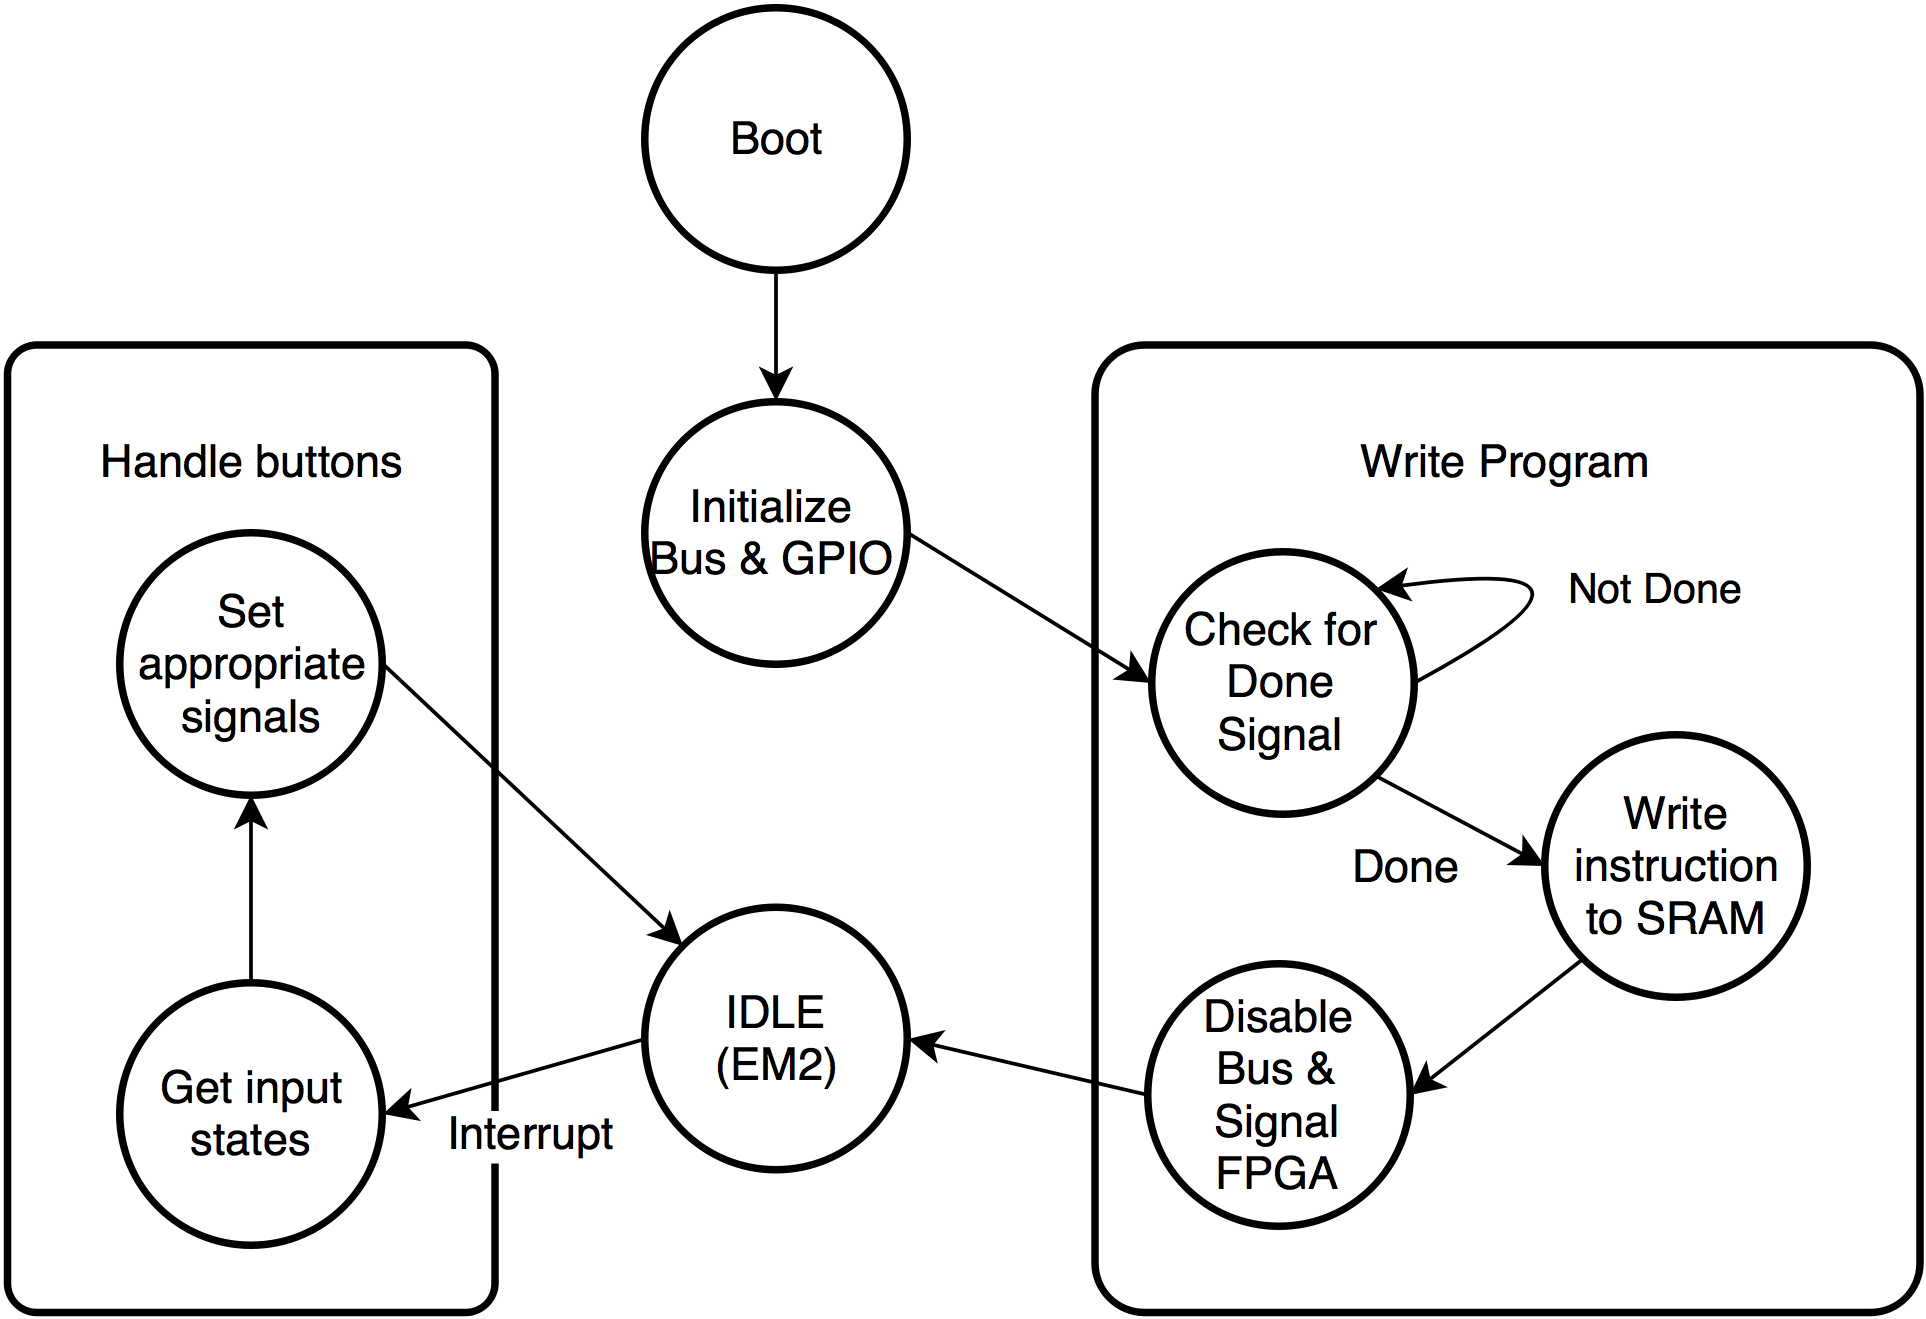 Boot
Handle buttons
Write Program
Initialize
Bus & GPIO
Set
appropriate
signals
Check for
Done
Signal
Not Done
Done
Write
instruction
to SRAM
IDLE
(EM2)
Disable
Bus &
Signal
FPGA
Get input
states
Interrupt